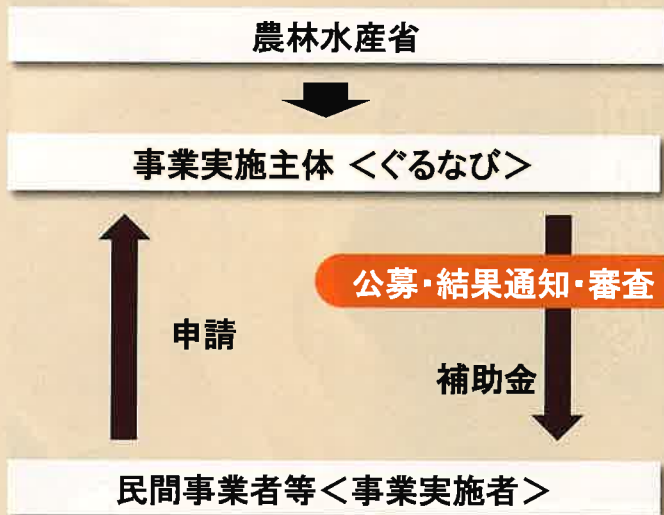 農林水産省
事業実施主体 <ぐるなび>
公募・結果通知・審査
申請
補助金
民間事業者等<事業実施者>